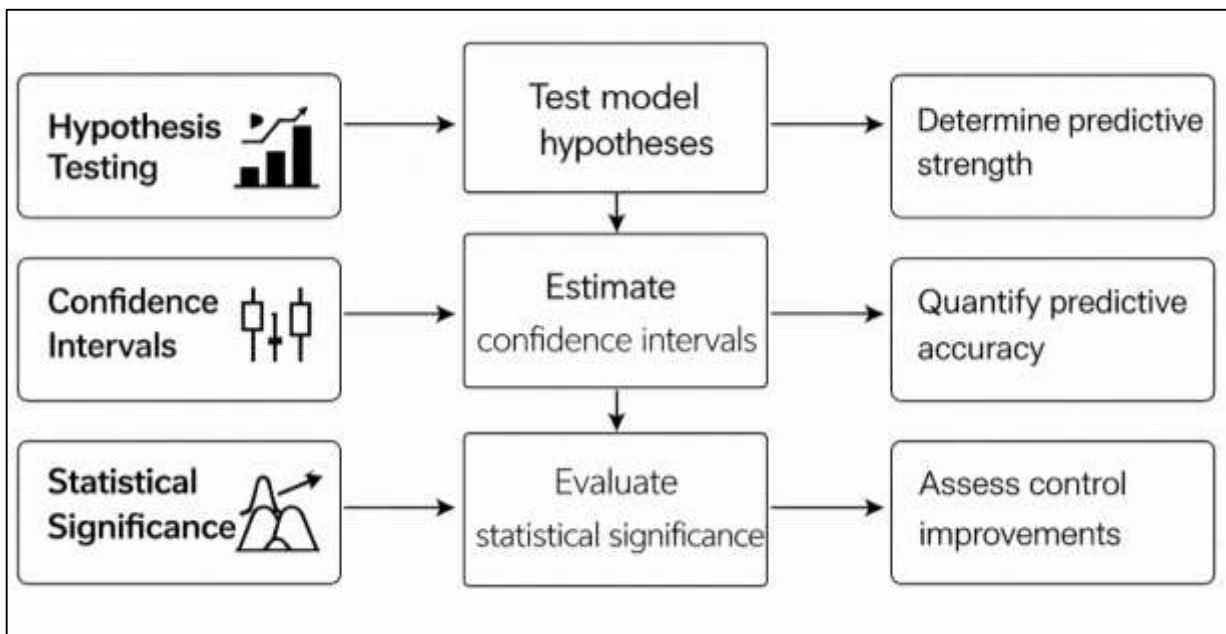 Hypothesis
Testing
Test model
hypotheses
Determine predictive
strength
Confidence
Intervals
Estimate
confidence intervals
Quantify predictive
accuracy
Statistical
Significance
Evaluate
statistical significance
Assess control
improvements